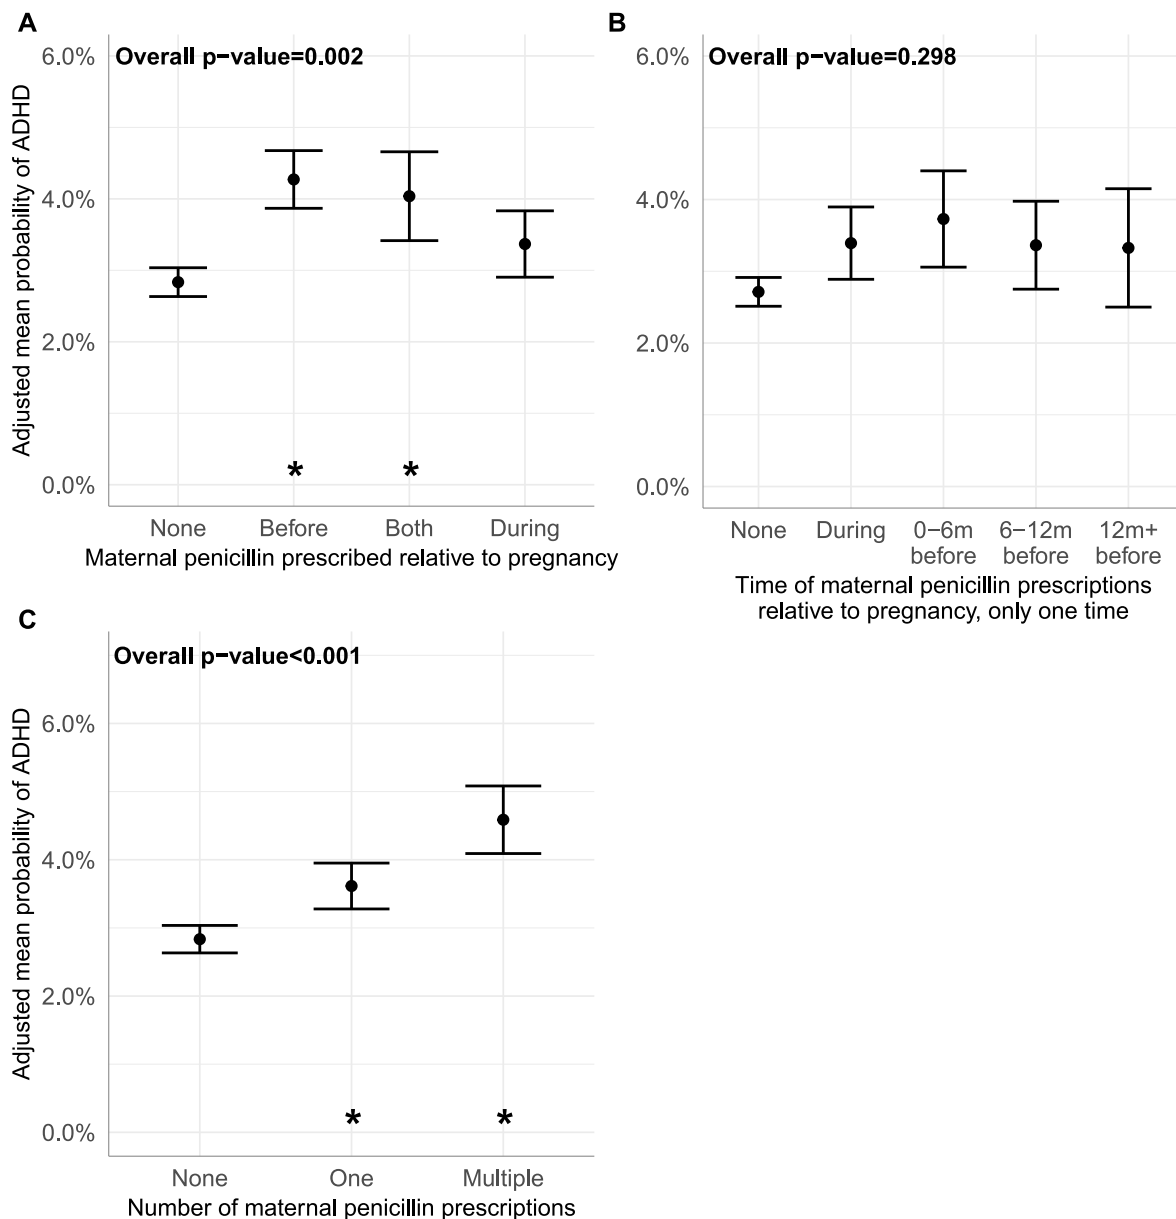 A
Overall p−value=0.002
6.0%
4.0%
2.0%
0.0%
Adjusted mean probability of ADHD
*
*
None
Before
Both
During
Maternal penicillin prescribed relative to pregnancy
B
Overall p−value=0.298
6.0%
4.0%
2.0%
0.0%
None
During
0−6m
before
6−12m
before
12m+
before
Time of maternal penicillin prescriptions
relative to pregnancy, only one time
C
Overall p−value<0.001
6.0%
4.0%
2.0%
0.0%
Adjusted mean probability of ADHD
*
*
None
One
Multiple
Number of maternal penicillin prescriptions